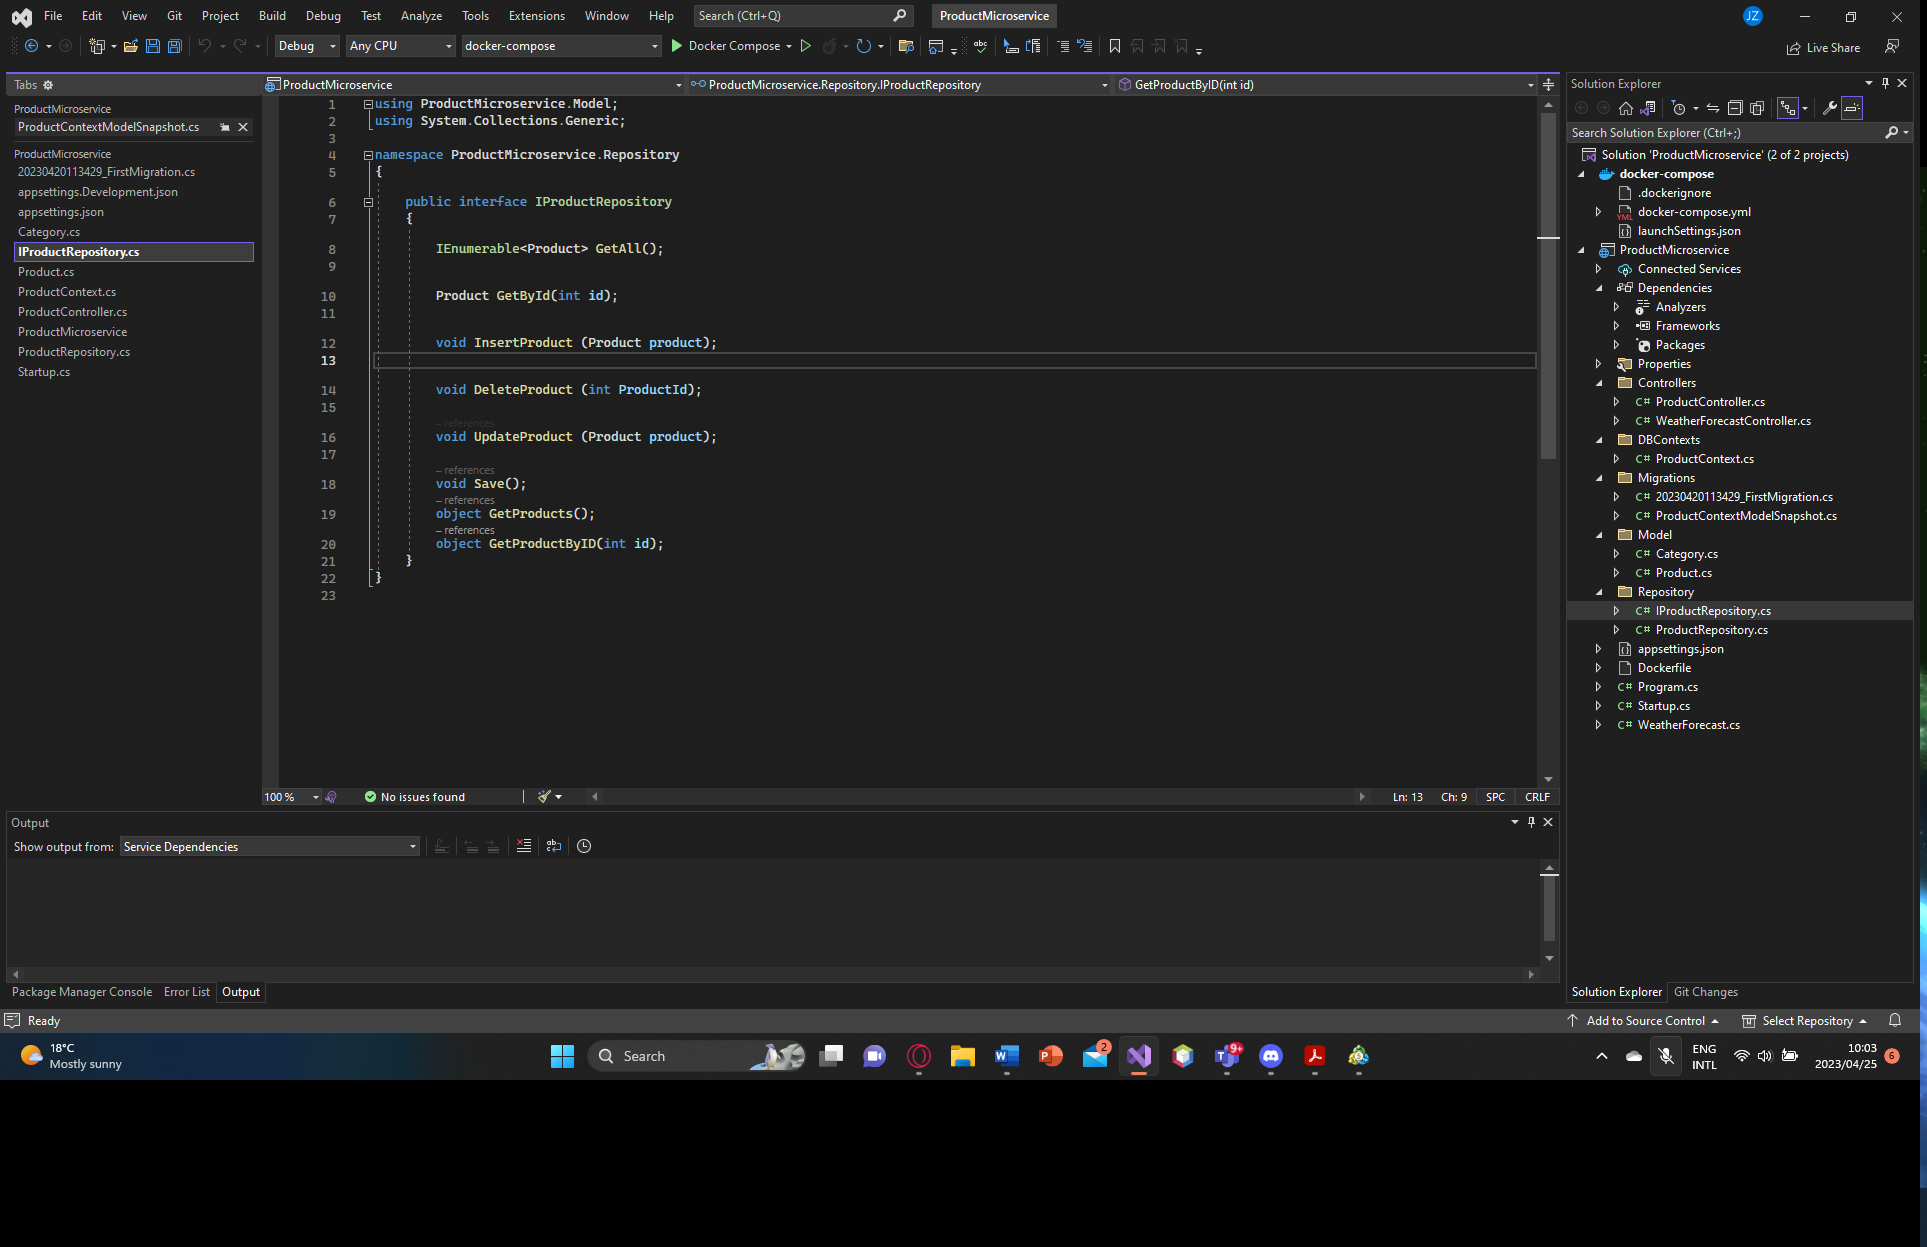 File Edit View Git Project Build Debug Test Analyze Tools Extensions Window Help Search (Ctrl+Q) ProductMicroservice JZ
Debug Any CPU docker-compose Docker Compose Live Share
Tabs
ProductMicroservice
ProductContextModelSnapshot.cs
ProductMicroservice
20230420113429_FirstMigration.cs
appsettings.Development.json
appsettings.json
Category.cs
IProductRepository.cs
Product.cs
ProductContext.cs
ProductController.cs
ProductMicroservice
ProductRepository.cs
Startup.cs
ProductMicroservice ProductMicroservice.Repository.IProductRepository GetProductByID(int id)
1 using ProductMicroservice.Model;
2 using System.Collections.Generic;
3
4 namespace ProductMicroservice.Repository
5 {
6 public interface IProductRepository
7 {
8 IEnumerable<Product> GetAll();
9
10 Product GetById(int id);
11
12 void InsertProduct (Product product);
13
14 void DeleteProduct (int ProductId);
15
– references
16 void UpdateProduct (Product product);
17
– references
18 void Save();
– references
19 object GetProducts();
– references
20 object GetProductByID(int id);
21 }
22 }
23
100 % No issues found Ln: 13 Ch: 9 SPC CRLF
Output
Show output from: Service Dependencies
Package Manager Console Error List Output
Solution Explorer
Search Solution Explorer (Ctrl+;)
Solution 'ProductMicroservice' (2 of 2 projects)
docker-compose
.dockerignore
YML docker-compose.yml
launchSettings.json
ProductMicroservice
Connected Services
Dependencies
Analyzers
Frameworks
Packages
Properties
Controllers
C# ProductController.cs
C# WeatherForecastController.cs
DBContexts
C# ProductContext.cs
Migrations
C# 20230420113429_FirstMigration.cs
C# ProductContextModelSnapshot.cs
Model
C# Category.cs
C# Product.cs
Repository
C# IProductRepository.cs
C# ProductRepository.cs
appsettings.json
Dockerfile
C# Program.cs
C# Startup.cs
C# WeatherForecast.cs
Solution Explorer Git Changes
Ready Add to Source Control Select Repository
18°C
Mostly sunny
Search
2
9+
ENG
INTL
10:03
2023/04/25
6